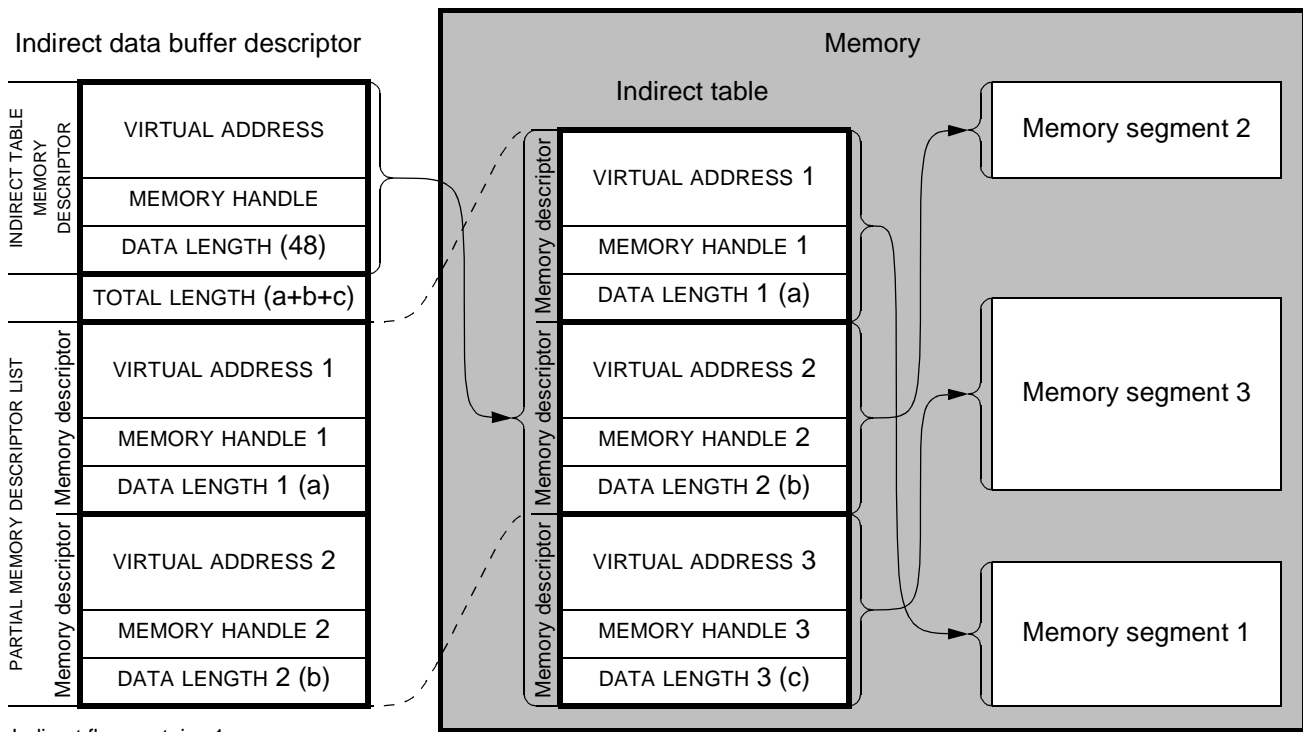 Indirect data buffer descriptor
INDIRECT TABLE
MEMORY
DESCRIPTOR
VIRTUAL ADDRESS
MEMORY HANDLE
DATA LENGTH (48)
TOTAL LENGTH (a+b+c)
PARTIAL MEMORY DESCRIPTOR LIST
Memory descriptor
VIRTUAL ADDRESS 1
MEMORY HANDLE 1
DATA LENGTH 1 (a)
Memory descriptor
VIRTUAL ADDRESS 2
MEMORY HANDLE 2
DATA LENGTH 2 (b)
Memory
Indirect table
Memory descriptor
VIRTUAL ADDRESS 1
MEMORY HANDLE 1
DATA LENGTH 1 (a)
Memory descriptor
VIRTUAL ADDRESS 2
MEMORY HANDLE 2
DATA LENGTH 2 (b)
Memory descriptor
VIRTUAL ADDRESS 3
MEMORY HANDLE 3
DATA LENGTH 3 (c)
Memory segment 2
Memory segment 3
Memory segment 1